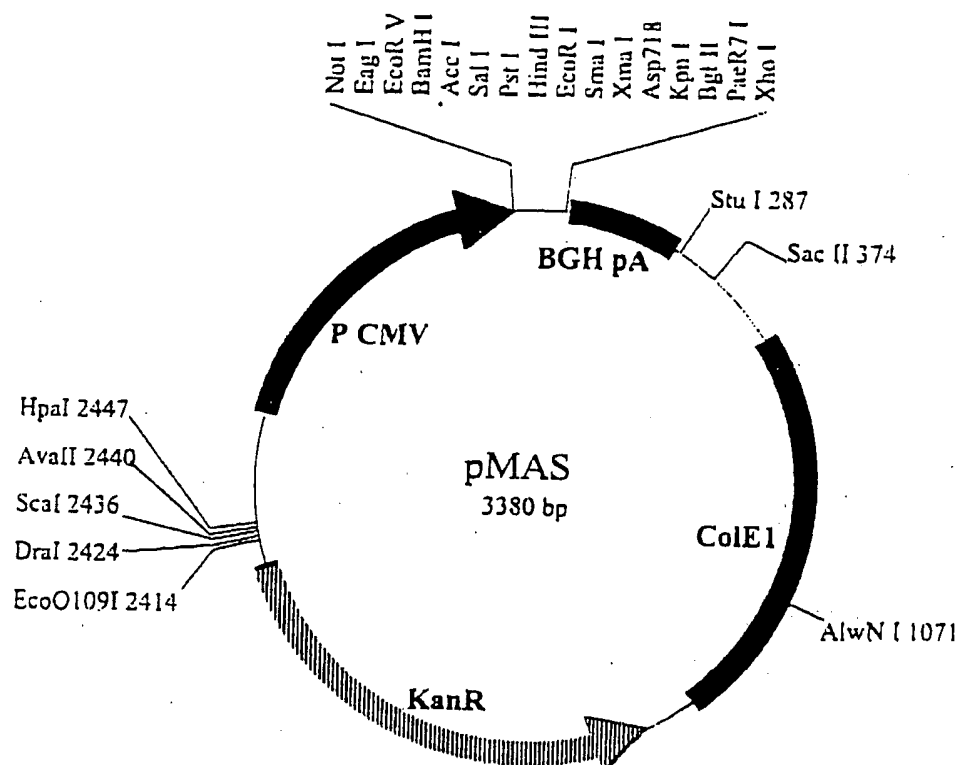 Not I
Eag I
EcoR V
BamH I
Acc I
Sal I
Pst I
Hind III
EcoR I
Sma I
Xma I
Asp718
Kpn I
Bgl II
PaeR7 I
Xho I
Stu I 287
BGH pA
Sac II 374
P CMV
HpaI 2447
AvaII 2440
ScaI 2436
DraI 2424
EcoO109I 2414
pMAS
3380 bp
ColE1
AlwN I 1071
KanR